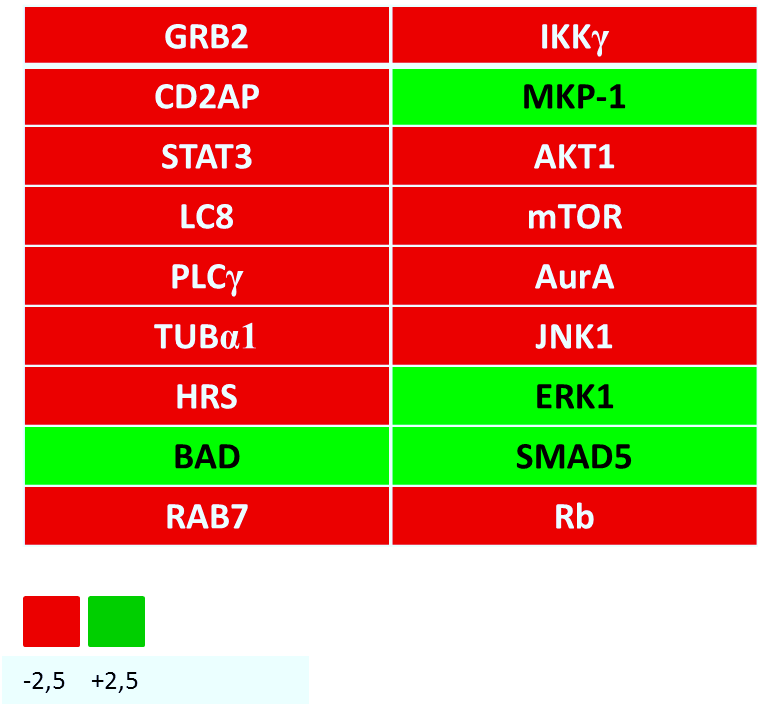 GRB2 IKKγ
CD2AP MKP-1
STAT3 AKT1
LC8 mTOR
PLCγ AurA
TUBα1 JNK1
HRS ERK1
BAD SMAD5
RAB7 Rb
-2,5 +2,5